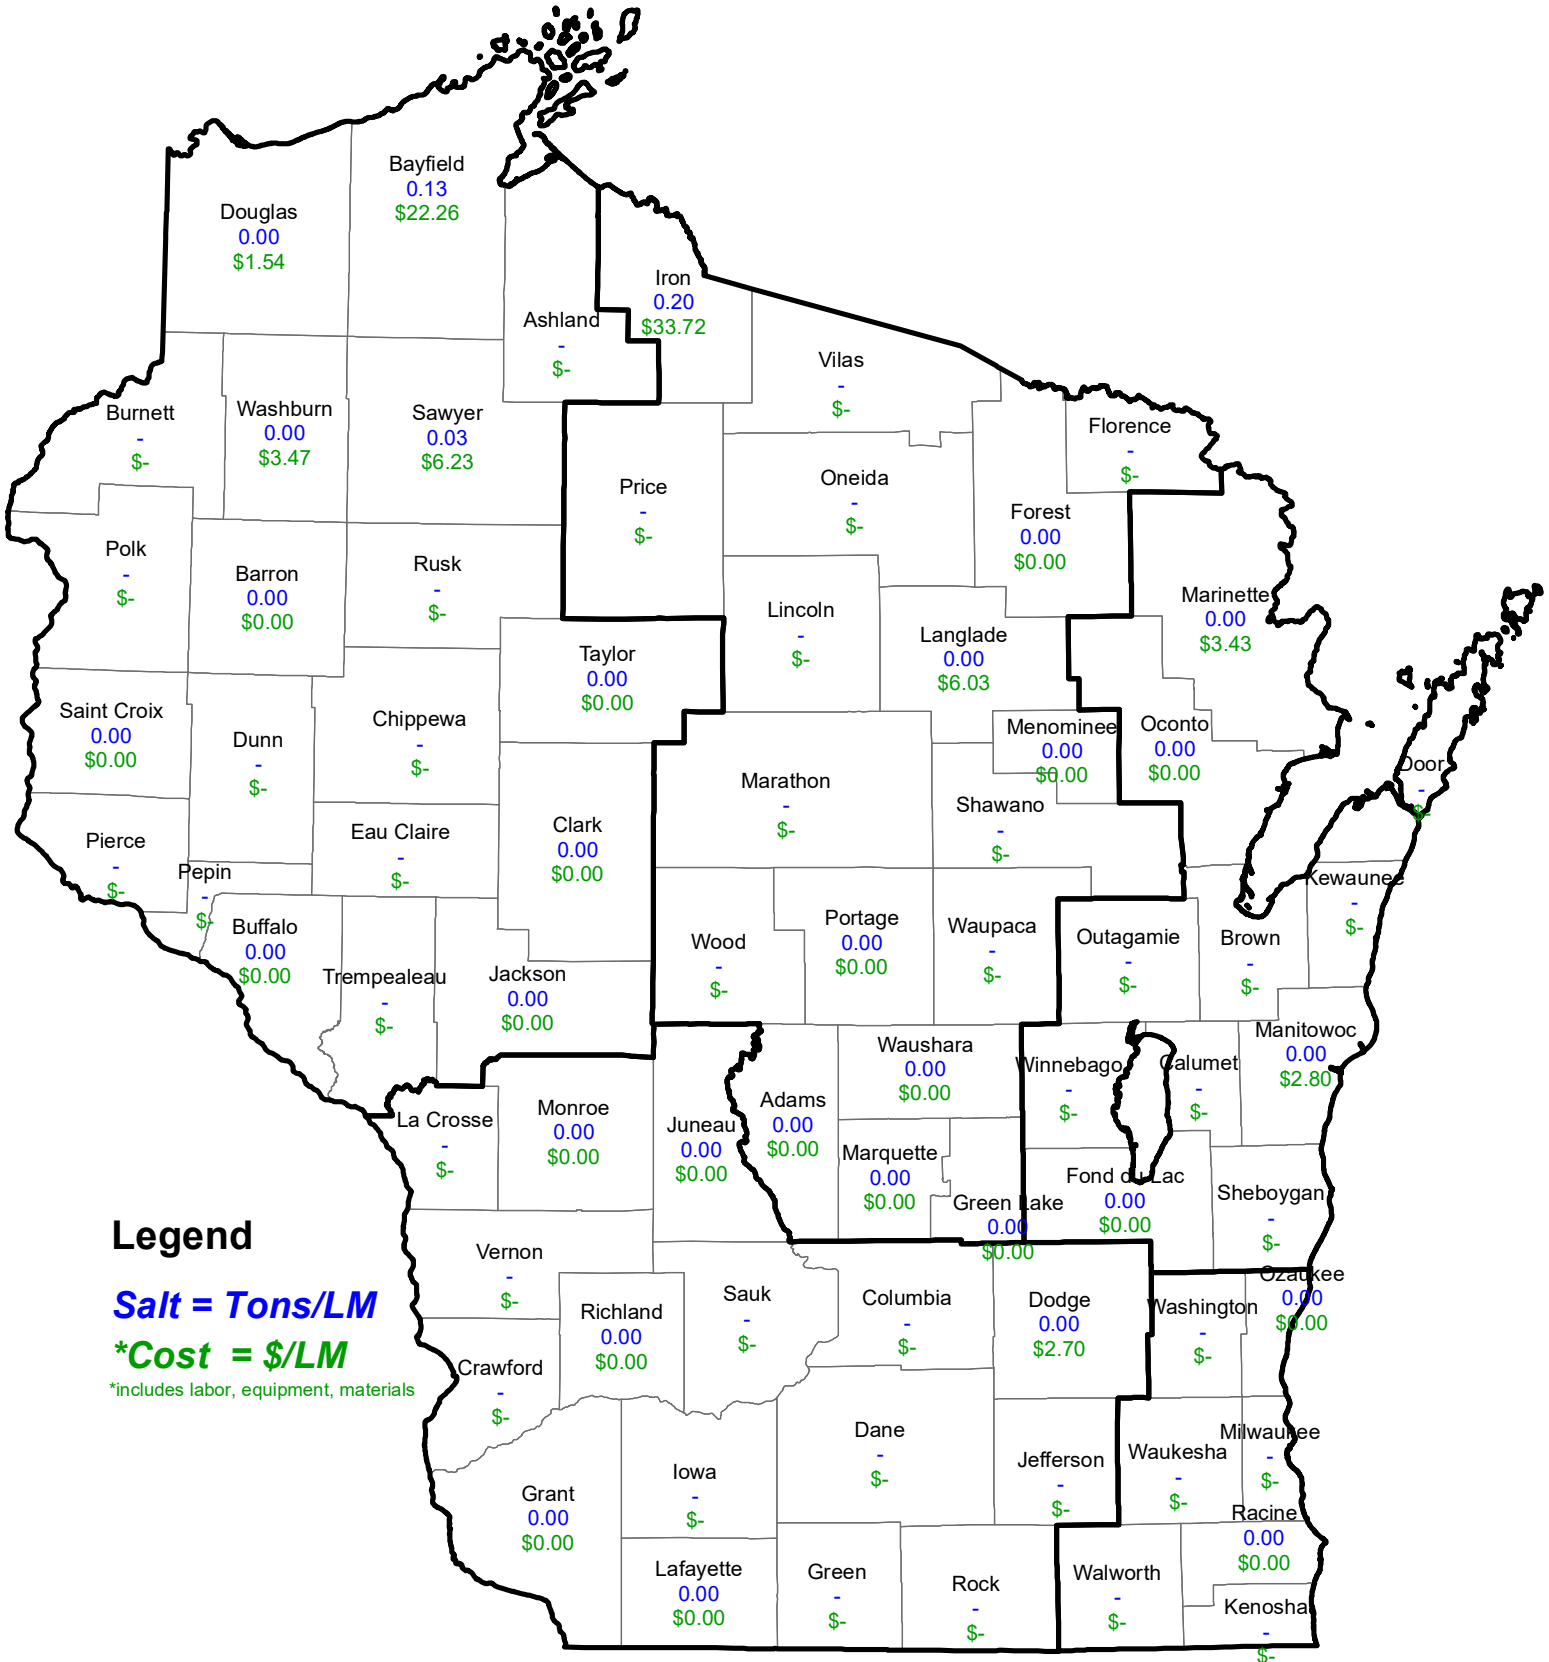 Bayfield
0.13
$22.26
Douglas
0.00
$1.54
Iron
0.20
$33.72
Ashland
-
$-
Vilas
-
$-
Burnett
-
$-
Washburn
0.00
$3.47
Sawyer
0.03
$6.23
Florence
-
$-
Price
-
$-
Oneida
-
$-
Forest
0.00
$0.00
Polk
-
$-
Barron
0.00
$0.00
Rusk
-
$-
Marinette
0.00
$3.43
Lincoln
-
$-
Langlade
0.00
$6.03
Taylor
0.00
$0.00
Saint Croix
0.00
$0.00
Chippewa
-
$-
Dunn
-
$-
Menominee
0.00
$0.00
Oconto
0.00
$0.00
Door
-
$-
Marathon
-
$-
Shawano
-
$-
Pierce
-
$-
Eau Claire
-
$-
Clark
0.00
$0.00
Pepin
-
$-
Kewaunee
-
$-
Buffalo
0.00
$0.00
Wood
-
$-
Portage
0.00
$0.00
Waupaca
-
$-
Outagamie
-
$-
Brown
-
$-
Trempealeau
-
$-
Jackson
0.00
$0.00
Manitowoc
0.00
$2.80
Waushara
0.00
$0.00
Winnebago
-
$-
Calumet
-
$-
La Crosse
-
$-
Monroe
0.00
$0.00
Juneau
0.00
$0.00
Adams
0.00
$0.00
Marquette
0.00
$0.00
Green Lake
0.00
$0.00
Fond du Lac
0.00
$0.00
Sheboygan
-
$-
Legend
Salt = Tons/LM
*Cost = $/LM
*includes labor, equipment, materials
Vernon
-
$-
Richland
0.00
$0.00
Sauk
-
$-
Columbia
-
$-
Dodge
0.00
$2.70
Washington
-
$-
Ozaukee
0.00
$0.00
Crawford
-
$-
Dane
-
$-
Jefferson
-
$-
Waukesha
-
$-
Milwaukee
-
$-
Grant
0.00
$0.00
Iowa
-
$-
Racine
0.00
$0.00
Lafayette
0.00
$0.00
Green
-
$-
Rock
-
$-
Walworth
-
$-
Kenosha
-
$-